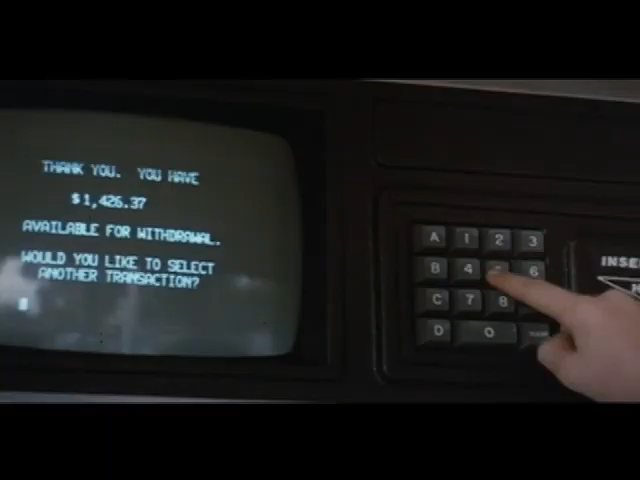 THANK YOU. YOU HAVE
$1,426.37
AVAILABLE FOR WITHDRAWAL.
WOULD YOU LIKE TO SELECT
ANOTHER TRANSACTION?
A 1 2 3
B 4 6
C 7 8
D 0